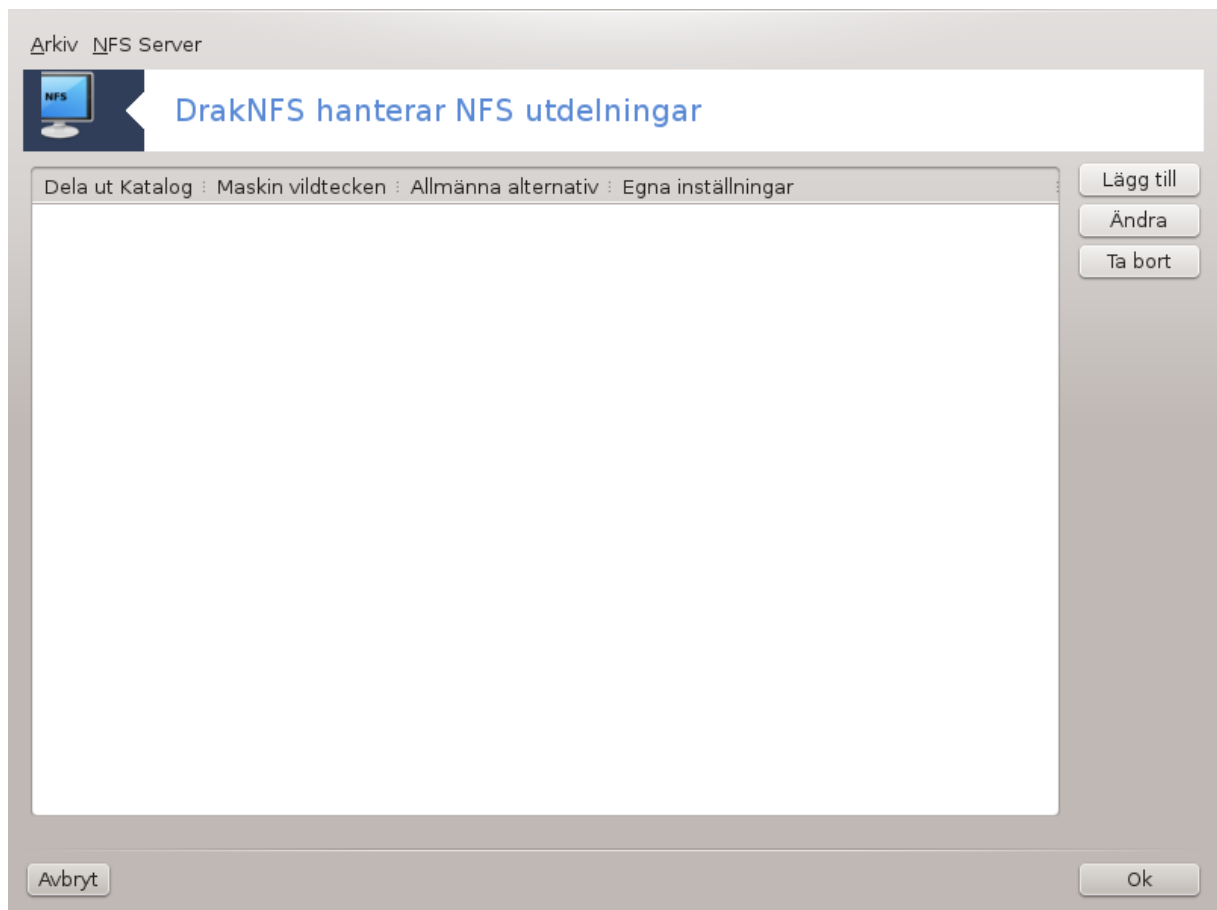 Arkiv NFS Server
NFS
DrakNFS hanterar NFS utdelningar
Dela ut Katalog Maskin vildtecken Allmänna alternativ Egna inställningar
Lägg till
Ändra
Ta bort
Avbryt Ok